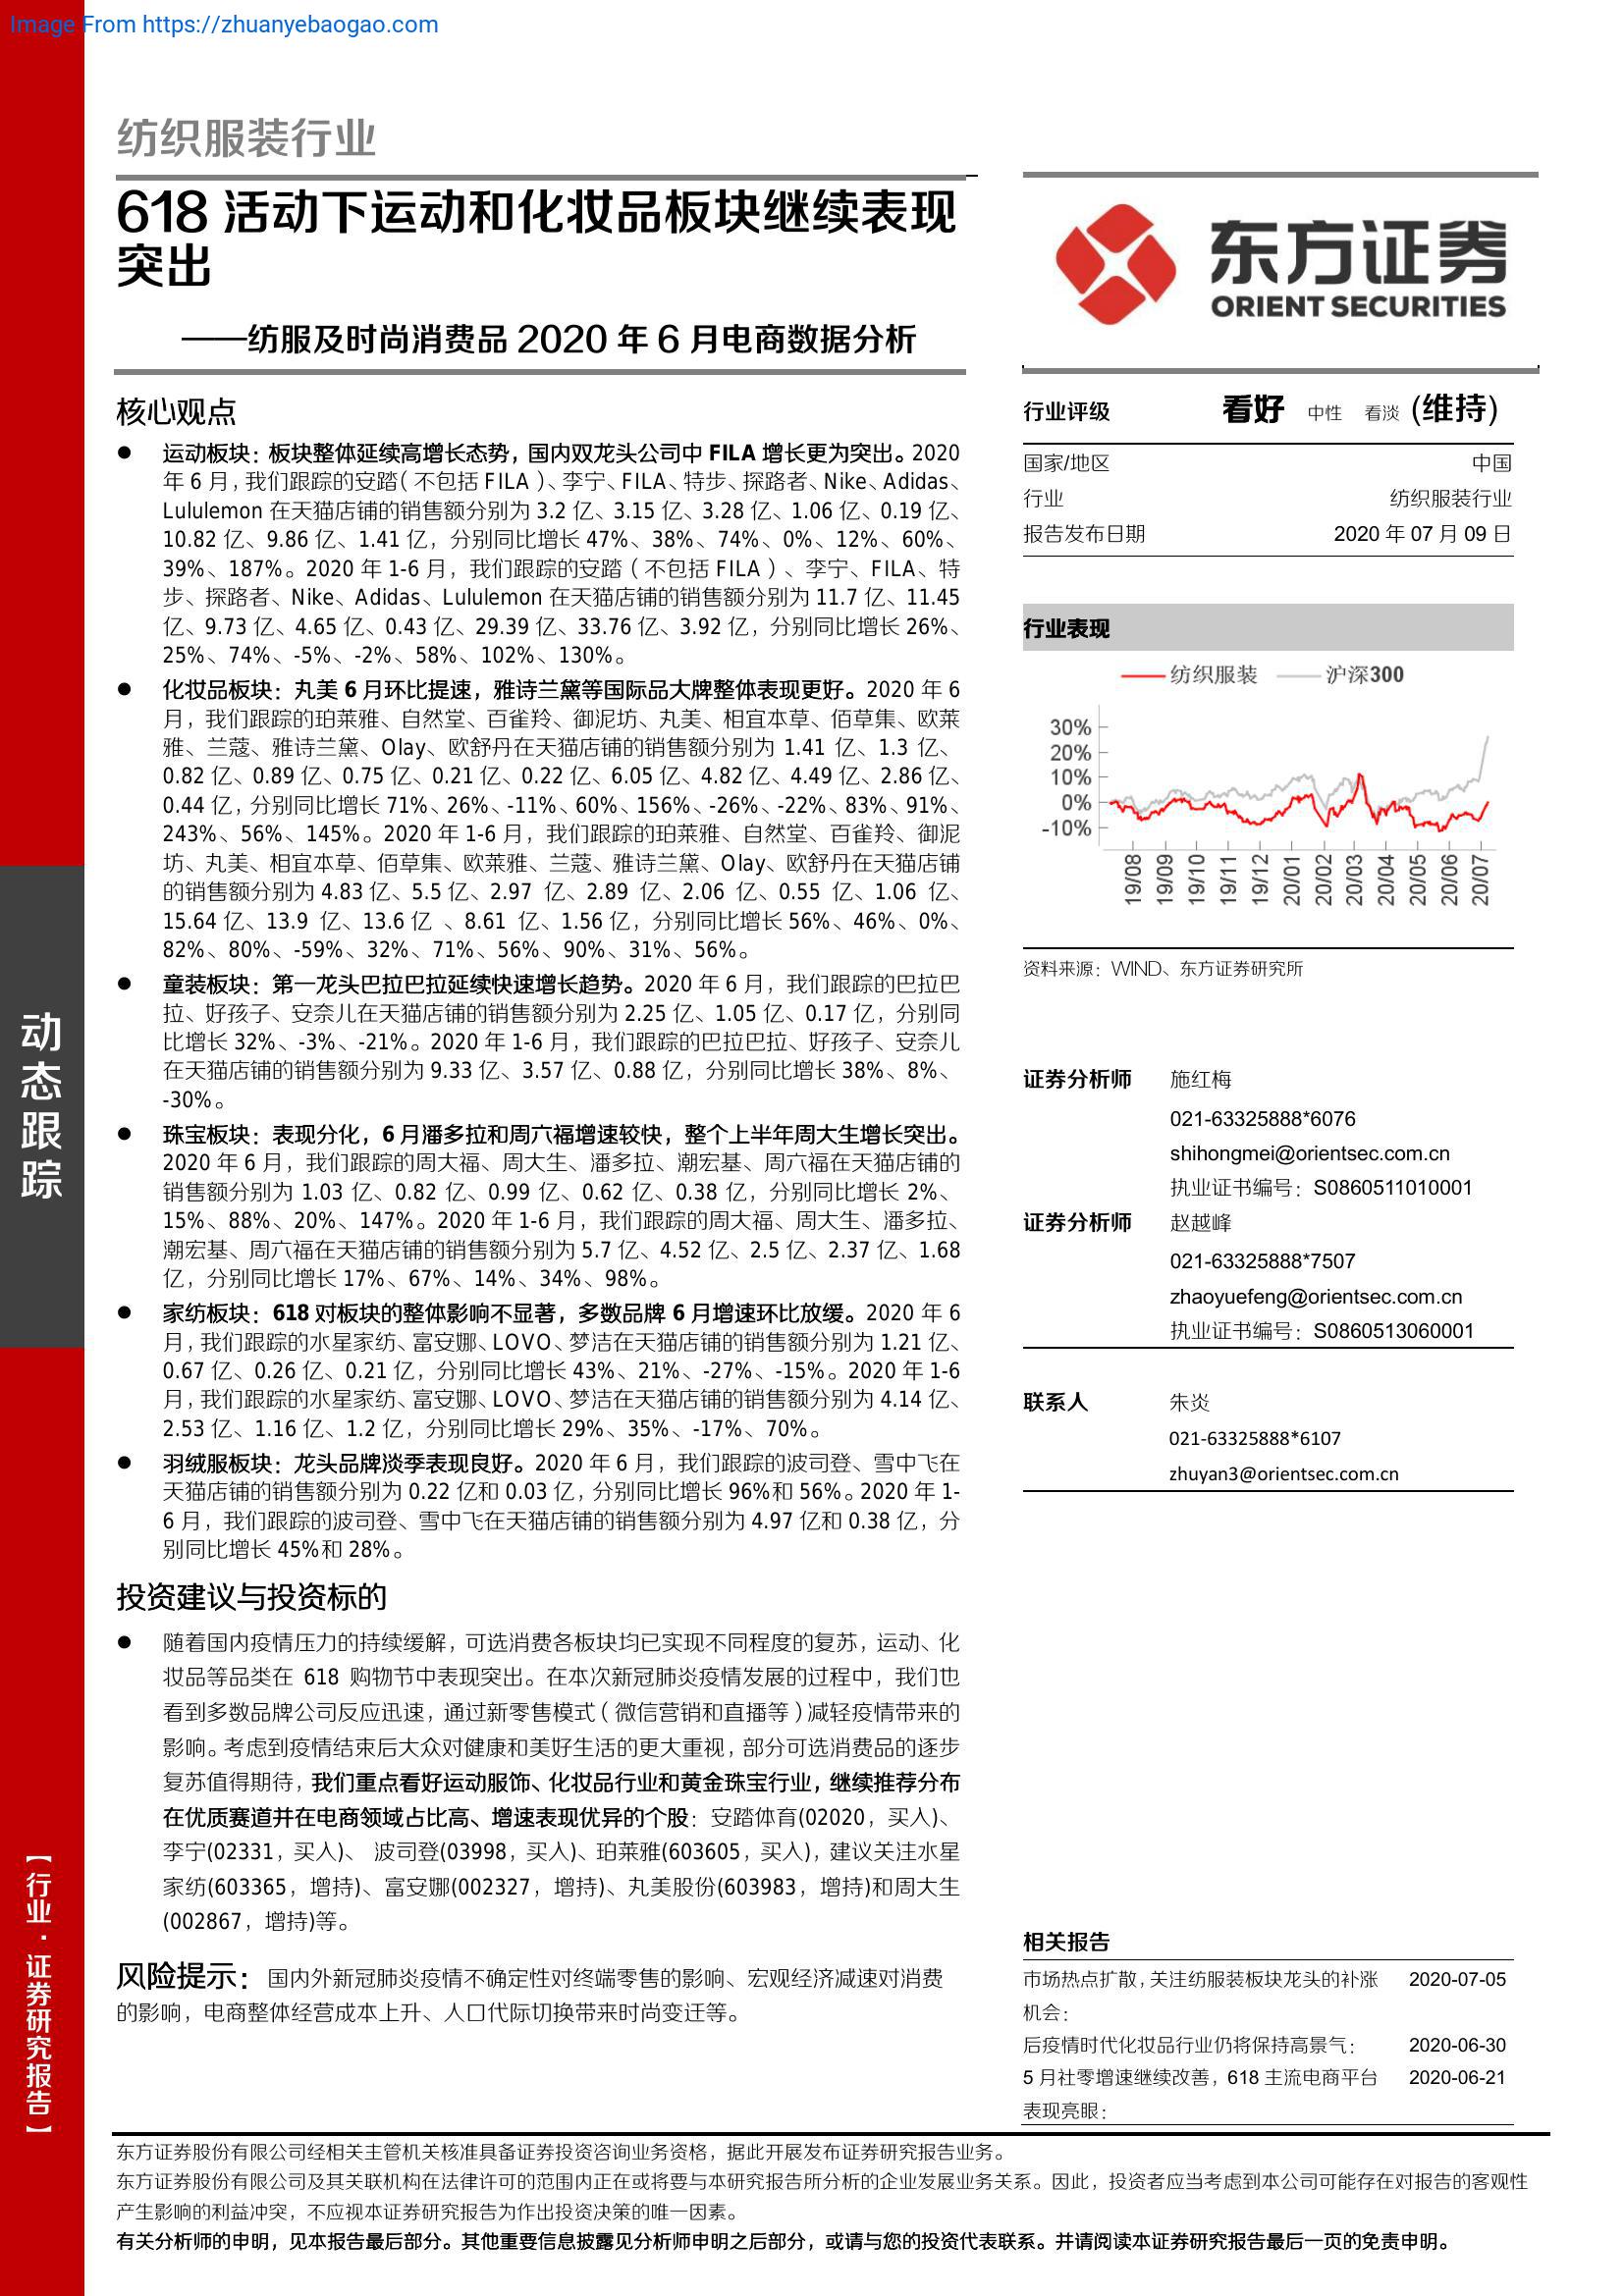 Image From https://zhuanyebaogao.com
纺织服装行业
618 活动下运动和化妆品板块继续表现
突出
——纺服及时尚消费品 2020 年 6 月电商数据分析
核心观点
● 运动板块：板块整体延续高增长态势，国内双龙头公司中 FILA 增长更为突出。2020
年 6 月，我们跟踪的安踏（不包括 FILA）、李宁、FILA、特步、探路者、Nike、Adidas、
Lululemon 在天猫店铺的销售额分别为 3.2 亿、3.15 亿、3.28 亿、1.06 亿、0.19 亿、
10.82 亿、9.86 亿、1.41 亿，分别同比增长 47%、38%、74%、0%、12%、60%、
39%、187%。2020 年 1-6 月，我们跟踪的安踏（不包括 FILA）、李宁、FILA、特
步、探路者、Nike、Adidas、Lululemon 在天猫店铺的销售额分别为 11.7 亿、11.45
亿、9.73 亿、4.65 亿、0.43 亿、29.39 亿、33.76 亿、3.92 亿，分别同比增长 26%、
25%、74%、-5%、-2%、58%、102%、130%。
● 化妆品板块：丸美 6 月环比提速，雅诗兰黛等国际品大牌整体表现更好。2020 年 6
月，我们跟踪的珀莱雅、自然堂、百雀羚、御泥坊、丸美、相宜本草、佰草集、欧莱
雅、兰蔻、雅诗兰黛、Olay、欧舒丹在天猫店铺的销售额分别为 1.41 亿、1.3 亿、
0.82 亿、0.89 亿、0.75 亿、0.21 亿、0.22 亿、6.05 亿、4.82 亿、4.49 亿、2.86 亿、
0.44 亿，分别同比增长 71%、26%、-11%、60%、156%、-26%、-22%、83%、91%、
243%、56%、145%。2020 年 1-6 月，我们跟踪的珀莱雅、自然堂、百雀羚、御泥
坊、丸美、相宜本草、佰草集、欧莱雅、兰蔻、雅诗兰黛、Olay、欧舒丹在天猫店铺
的销售额分别为 4.83 亿、5.5 亿、2.97 亿、2.89 亿、2.06 亿、0.55 亿、1.06 亿、
15.64 亿、13.9 亿、13.6 亿 、8.61 亿、1.56 亿，分别同比增长 56%、46%、0%、
82%、80%、-59%、32%、71%、56%、90%、31%、56%。
● 童装板块：第一龙头巴拉巴拉延续快速增长趋势。2020 年 6 月，我们跟踪的巴拉巴
拉、好孩子、安奈儿在天猫店铺的销售额分别为 2.25 亿、1.05 亿、0.17 亿，分别同
比增长 32%、-3%、-21%。2020 年 1-6 月，我们跟踪的巴拉巴拉、好孩子、安奈儿
在天猫店铺的销售额分别为 9.33 亿、3.57 亿、0.88 亿，分别同比增长 38%、8%、
-30%。
● 珠宝板块：表现分化，6 月潘多拉和周六福增速较快，整个上半年周大生增长突出。
2020 年 6 月，我们跟踪的周大福、周大生、潘多拉、潮宏基、周六福在天猫店铺的
销售额分别为 1.03 亿、0.82 亿、0.99 亿、0.62 亿、0.38 亿，分别同比增长 2%、
15%、88%、20%、147%。2020 年 1-6 月，我们跟踪的周大福、周大生、潘多拉、
潮宏基、周六福在天猫店铺的销售额分别为 5.7 亿、4.52 亿、2.5 亿、2.37 亿、1.68
亿，分别同比增长 17%、67%、14%、34%、98%。
● 家纺板块：618 对板块的整体影响不显著，多数品牌 6 月增速环比放缓。2020 年 6
月，我们跟踪的水星家纺、富安娜、LOVO、梦洁在天猫店铺的销售额分别为 1.21 亿、
0.67 亿、0.26 亿、0.21 亿，分别同比增长 43%、21%、-27%、-15%。2020 年 1-6
月，我们跟踪的水星家纺、富安娜、LOVO、梦洁在天猫店铺的销售额分别为 4.14 亿、
2.53 亿、1.16 亿、1.2 亿，分别同比增长 29%、35%、-17%、70%。
● 羽绒服板块：龙头品牌淡季表现良好。2020 年 6 月，我们跟踪的波司登、雪中飞在
天猫店铺的销售额分别为 0.22 亿和 0.03 亿，分别同比增长 96%和 56%。2020 年 1-
6 月，我们跟踪的波司登、雪中飞在天猫店铺的销售额分别为 4.97 亿和 0.38 亿，分
别同比增长 45%和 28%。
投资建议与投资标的
● 随着国内疫情压力的持续缓解，可选消费各板块均已实现不同程度的复苏，运动、化
妆品等品类在 618 购物节中表现突出。在本次新冠肺炎疫情发展的过程中，我们也
看到多数品牌公司反应迅速，通过新零售模式（微信营销和直播等）减轻疫情带来的
影响。考虑到疫情结束后大众对健康和美好生活的更大重视，部分可选消费品的逐步
复苏值得期待，我们重点看好运动服饰、化妆品行业和黄金珠宝行业，继续推荐分布
在优质赛道并在电商领域占比高、增速表现优异的个股：安踏体育(02020，买入)、
李宁(02331，买入)、 波司登(03998，买入)、珀莱雅(603605，买入)，建议关注水星
家纺(603365，增持)、富安娜(002327，增持)、丸美股份(603983，增持)和周大生
(002867，增持)等。
风险提示： 国内外新冠肺炎疫情不确定性对终端零售的影响、宏观经济减速对消费
的影响，电商整体经营成本上升、人口代际切换带来时尚变迁等。
东方证券
ORIENT SECURITIES
行业评级 看好 中性 看淡 (维持)
国家/地区 中国
行业 纺织服装行业
报告发布日期 2020 年 07 月 09 日
行业表现
纺织服装 沪深300
30%
20%
10%
0%
-10%
19/08 19/09 19/10 19/11 19/12 20/01 20/02 20/03 20/04 20/05 20/06 20/07
资料来源：WIND、东方证券研究所
证券分析师 施红梅
021-63325888*6076
shihongmei@orientsec.com.cn
执业证书编号：S0860511010001
证券分析师 赵越峰
021-63325888*7507
zhaoyuefeng@orientsec.com.cn
执业证书编号：S0860513060001
联系人 朱炎
021-63325888*6107
zhuyan3@orientsec.com.cn
相关报告
市场热点扩散，关注纺服装板块龙头的补涨 2020-07-05
机会：
后疫情时代化妆品行业仍将保持高景气： 2020-06-30
5 月社零增速继续改善，618 主流电商平台 2020-06-21
表现亮眼：
动态跟踪
【行业·证券研究报告】
东方证券股份有限公司经相关主管机关核准具备证券投资咨询业务资格，据此开展发布证券研究报告业务。
东方证券股份有限公司及其关联机构在法律许可的范围内正在或将要与本研究报告所分析的企业发展业务关系。因此，投资者应当考虑到本公司可能存在对报告的客观性
产生影响的利益冲突，不应视本证券研究报告为作出投资决策的唯一因素。
有关分析师的申明，见本报告最后部分。其他重要信息披露见分析师申明之后部分，或请与您的投资代表联系。并请阅读本证券研究报告最后一页的免责申明。